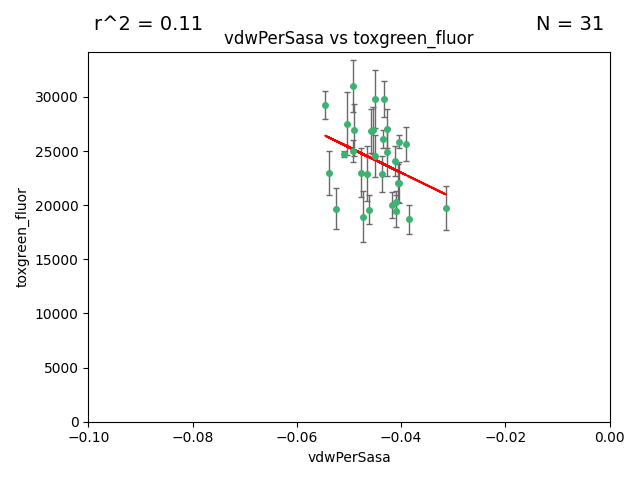 r^2 = 0.11
N = 31
vdwPerSasa vs toxgreen_fluor
toxgreen_fluor
30000
25000
20000
15000
10000
5000
0
−0.10
−0.08
−0.06
−0.04
−0.02
0.00
vdwPerSasa